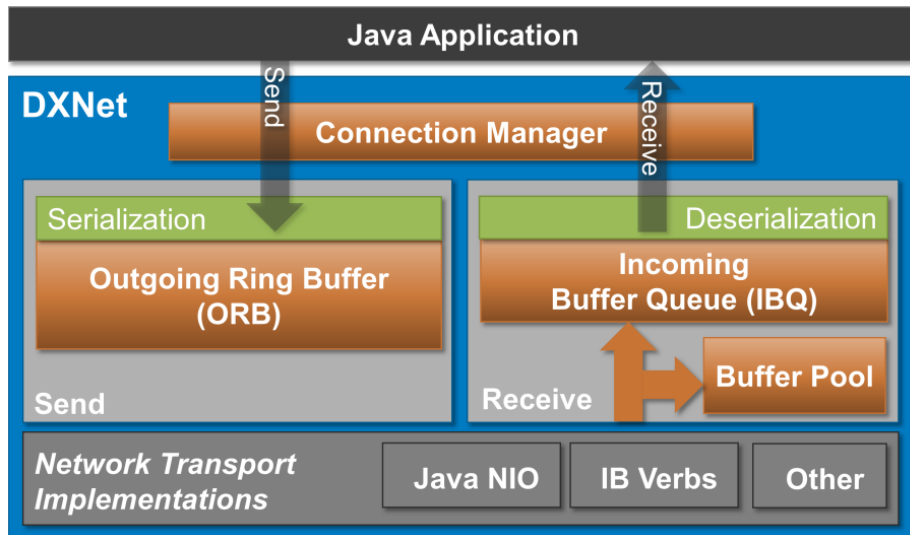 Java Application
Send
Receive
DXNet
Connection Manager
Serialization
Outgoing Ring Buffer
(ORB)
Send
Deserialization
Incoming
Buffer Queue (IBQ)
Buffer Pool
Receive
Network Transport
Implementations
Java NIO
IB Verbs
Other